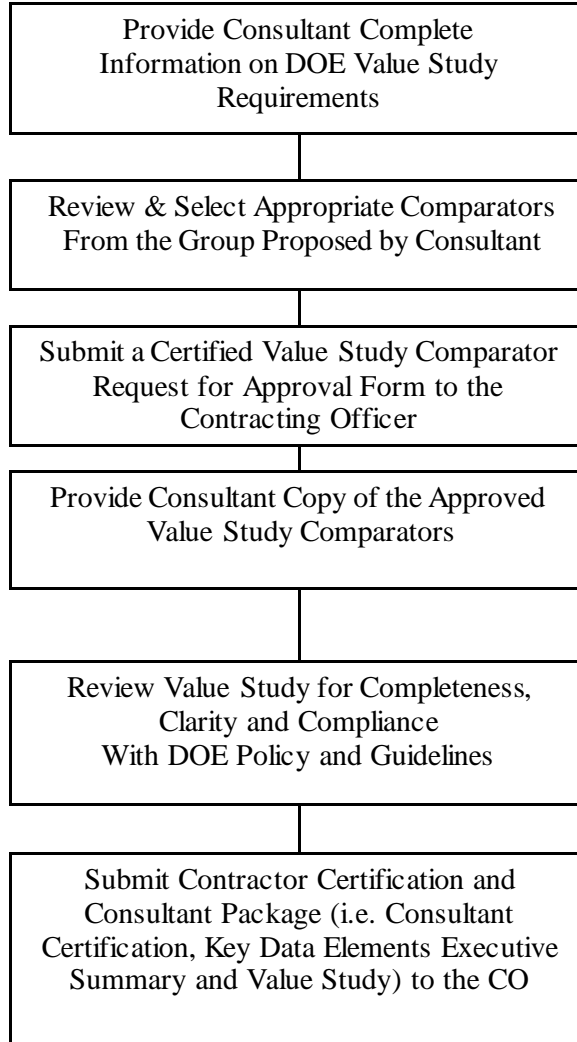 Provide Consultant Complete
Information on DOE Value Study
Requirements
Review & Select Appropriate Comparators
From the Group Proposed by Consultant
Submit a Certified Value Study Comparator
Request for Approval Form to the
Contracting Officer
Provide Consultant Copy of the Approved
Value Study Comparators
Review Value Study for Completeness,
Clarity and Compliance
With DOE Policy and Guidelines
Submit Contractor Certification and
Consultant Package (i.e. Consultant
Certification, Key Data Elements Executive
Summary and Value Study) to the CO